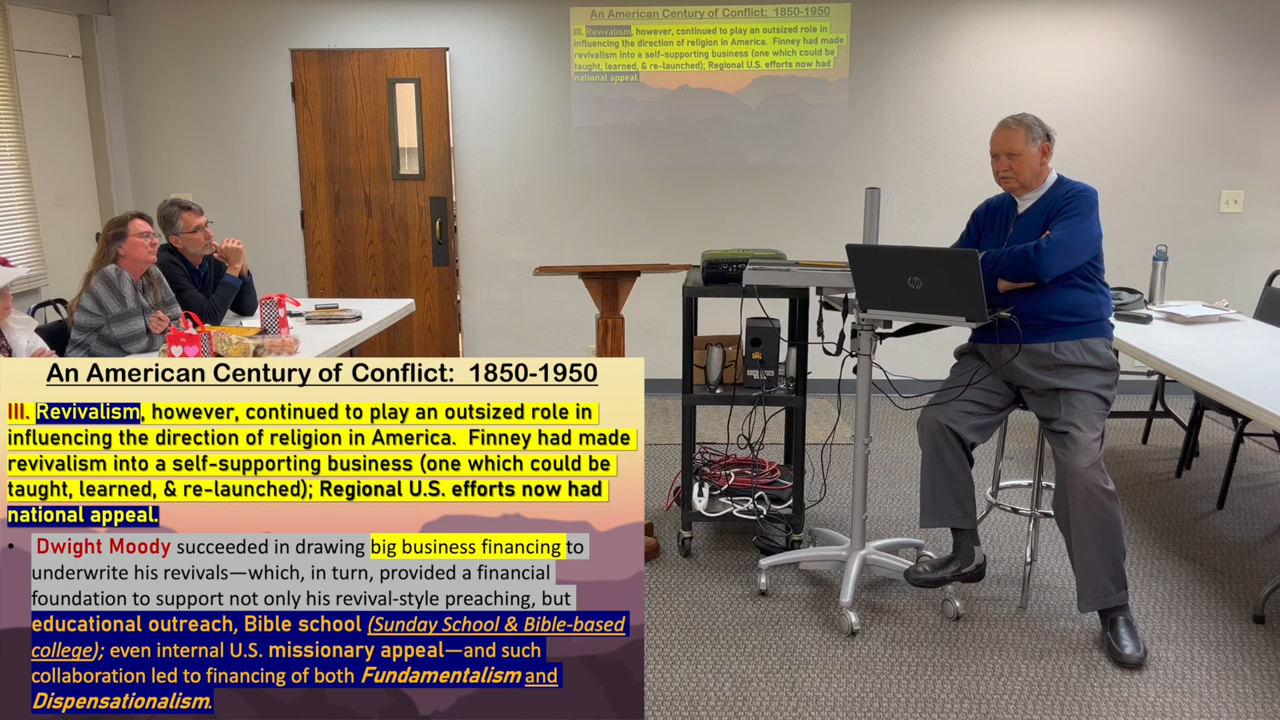 An American Century of Conflict: 1850-1950
III. Revivalism, however, continued to play an outsized role in
influencing the direction of religion in America. Finney had made
revivalism into a self-supporting business (one which could be
taught, learned, & re-launched); Regional U.S. efforts now had
national appeal.
hp
An American Century of Conflict: 1850-1950
III. Revivalism, however, continued to play an outsized role in
influencing the direction of religion in America. Finney had made
revivalism into a self-supporting business (one which could be
taught, learned, & re-launched); Regional U.S. efforts now had
national appeal.
• Dwight Moody succeeded in drawing big business financing to
underwrite his revivals—which, in turn, provided a financial
foundation to support not only his revival-style preaching, but
educational outreach, Bible school (Sunday School & Bible-based
college); even internal U.S. missionary appeal—and such
collaboration led to financing of both Fundamentalism and
Dispensationalism.